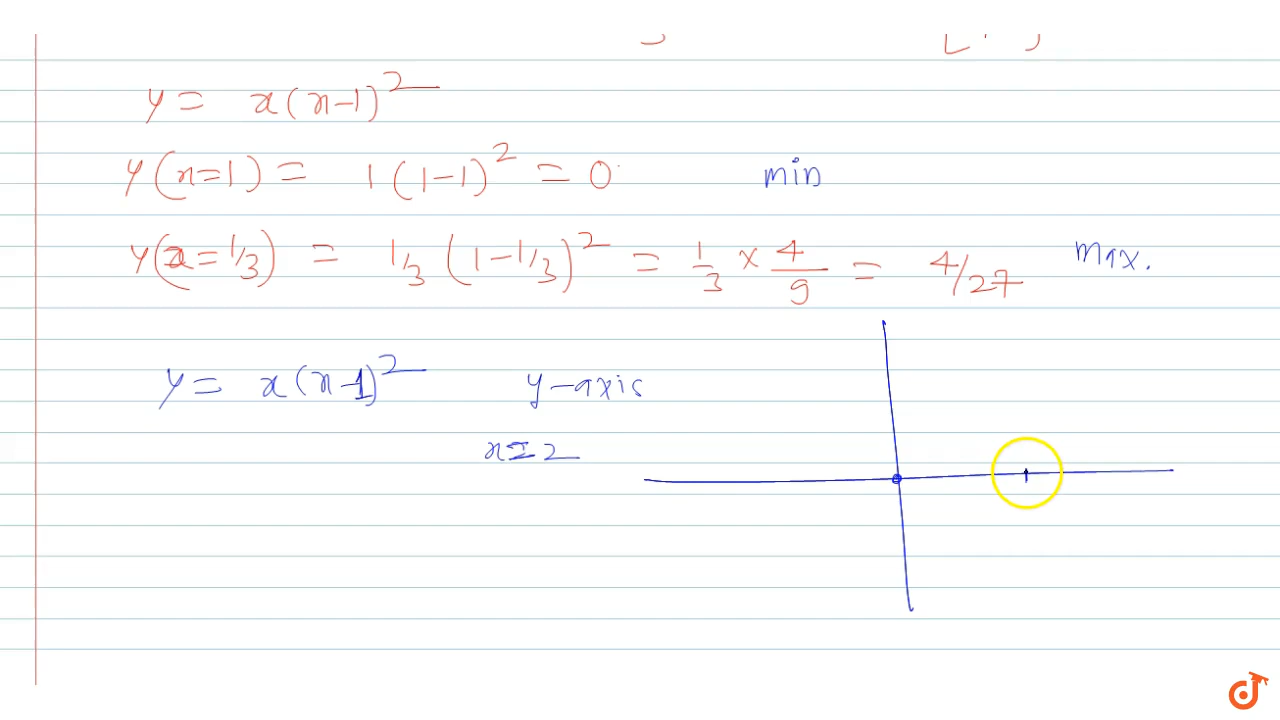 y = x(x-1)²
y(x=1) = 1(1-1)² = 0 min
y(x=1/3) = 1/3(1-1/3)² = 1/3 × 4/9 = 4/27 max.
y = x(x-1)² y-axis
x=2